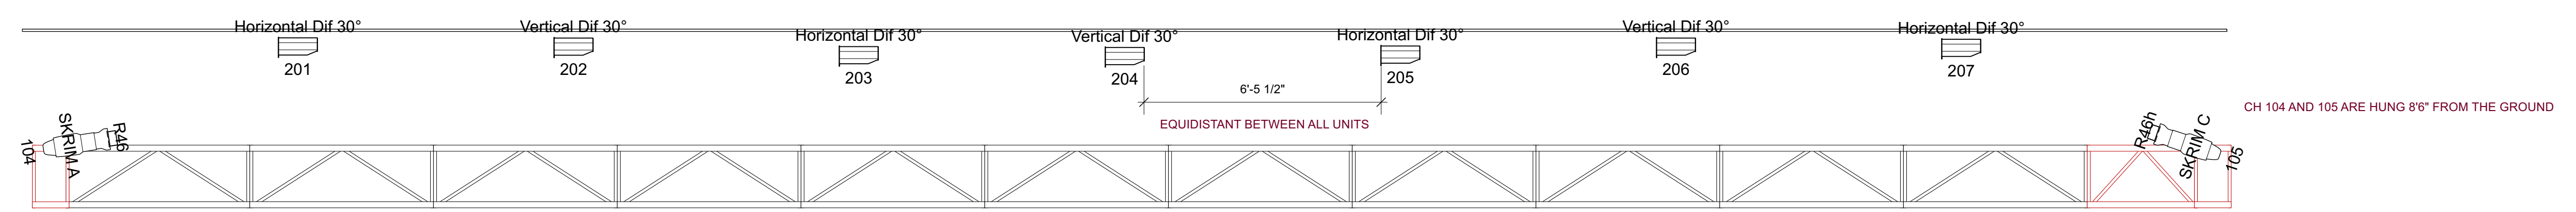 Horizontal Dif 30°
Vertical Dif 30°
Horizontal Dif 30°
Vertical Dif 30°
Horizontal Dif 30°
Vertical Dif 30°
Horizontal Dif 30°
201
202
203
204
205
206
207
6'-5 1/2"
EQUIDISTANT BETWEEN ALL UNITS
CH 104 AND 105 ARE HUNG 8'6" FROM THE GROUND
104
SKRIM A
R46
R46h
SKRIM C
105